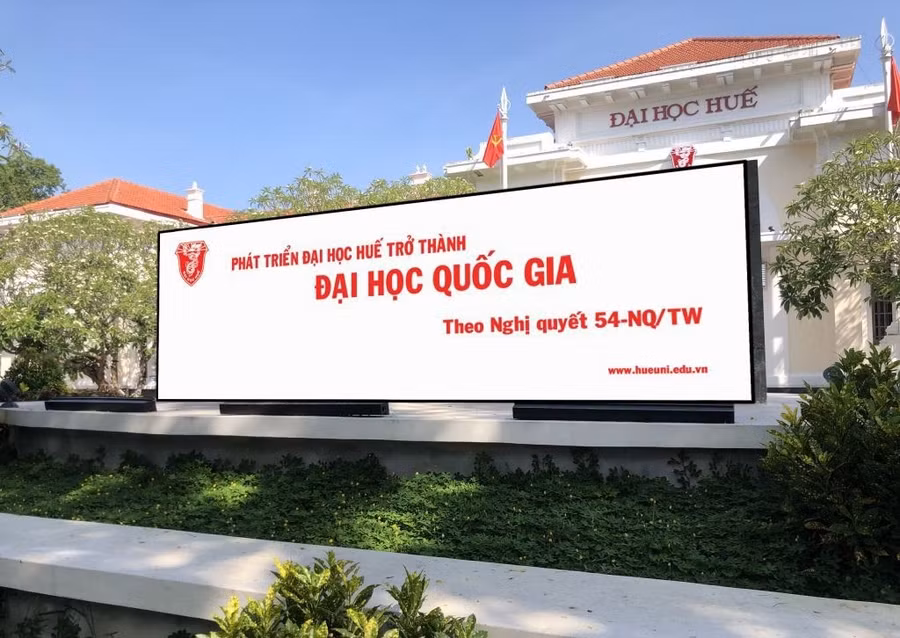 ĐẠI HỌC HUẾ
PHÁT TRIỂN ĐẠI HỌC HUẾ TRỞ THÀNH
ĐẠI HỌC QUỐC GIA
Theo Nghị quyết 54-NQ/TW
www.hueuni.edu.vn